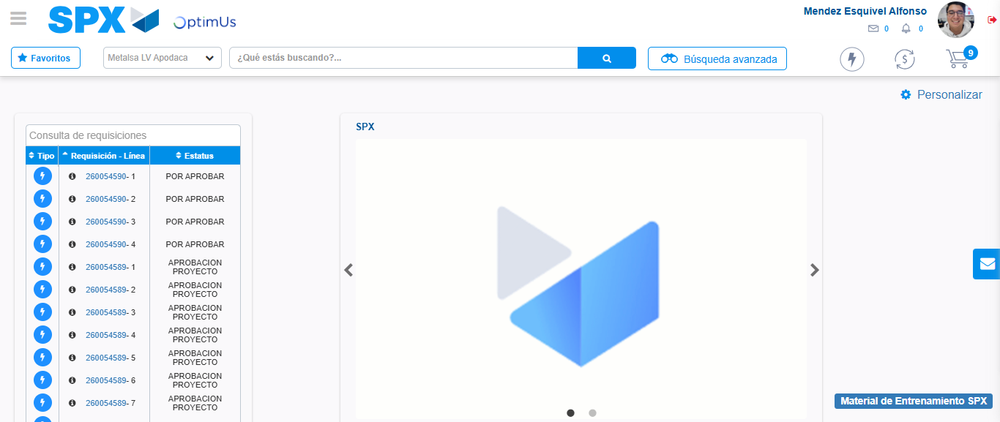 SPX OptimUs
Mendez Esquivel Alfonso
0 0
Favoritos
Metalsa LV Apodaca
¿Qué estás buscando?...
Búsqueda avanzada
9
Personalizar
Consulta de requisiciones
Tipo Requisición - Línea Estatus
260054590- 1 POR APROBAR
260054590- 2 POR APROBAR
260054590- 3 POR APROBAR
260054590- 4 POR APROBAR
260054589- 1 APROBACION
PROYECTO
260054589- 2 APROBACION
PROYECTO
260054589- 3 APROBACION
PROYECTO
260054589- 4 APROBACION
PROYECTO
260054589- 5 APROBACION
PROYECTO
260054589- 6 APROBACION
PROYECTO
260054589- 7 APROBACION
PROYECTO
SPX
Material de Entrenamiento SPX